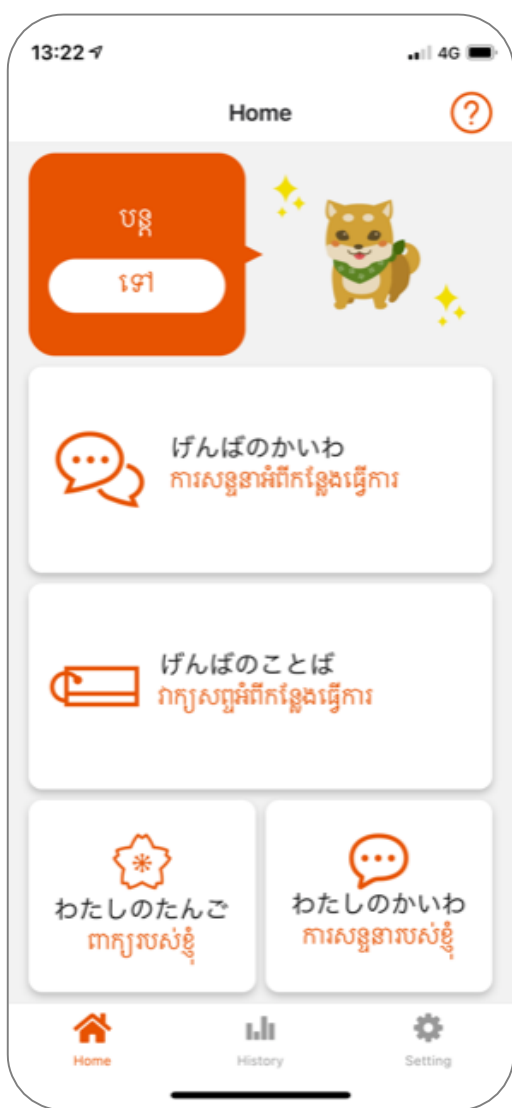 13:22
4G
Home
?
បន្ត
ទៅ
げんばのかいわ
ការសន្ទនាអំពីកន្លែងធ្វើការ
げんばのことば
វាក្យសព្ទអំពីកន្លែងធ្វើការ
わたしのたんご
ពាក្យរបស់ខ្ញុំ
わたしのかいわ
ការសន្ទនារបស់ខ្ញុំ
Home
History
Setting